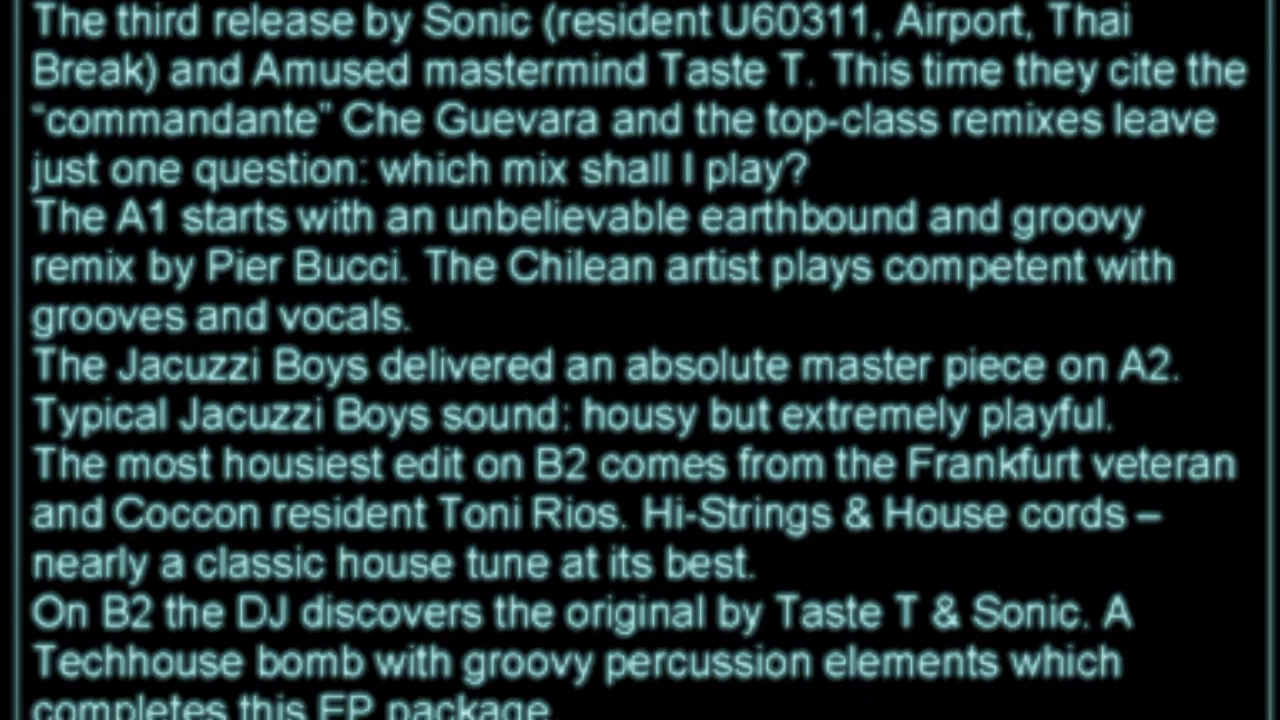 The third release by Sonic (resident U60311, Airport, Thai
Break) and Amused mastermind Taste T. This time they cite the
“commandante” Che Guevara and the top-class remixes leave
just one question: which mix shall I play?
The A1 starts with an unbelievable earthbound and groovy
remix by Pier Bucci. The Chilean artist plays competent with
grooves and vocals.
The Jacuzzi Boys delivered an absolute master piece on A2.
Typical Jacuzzi Boys sound: housy but extremely playful.
The most housiest edit on B2 comes from the Frankfurt veteran
and Coccon resident Toni Rios. Hi-Strings & House cords –
nearly a classic house tune at its best.
On B2 the DJ discovers the original by Taste T & Sonic. A
Techhouse bomb with groovy percussion elements which
completes this EP package